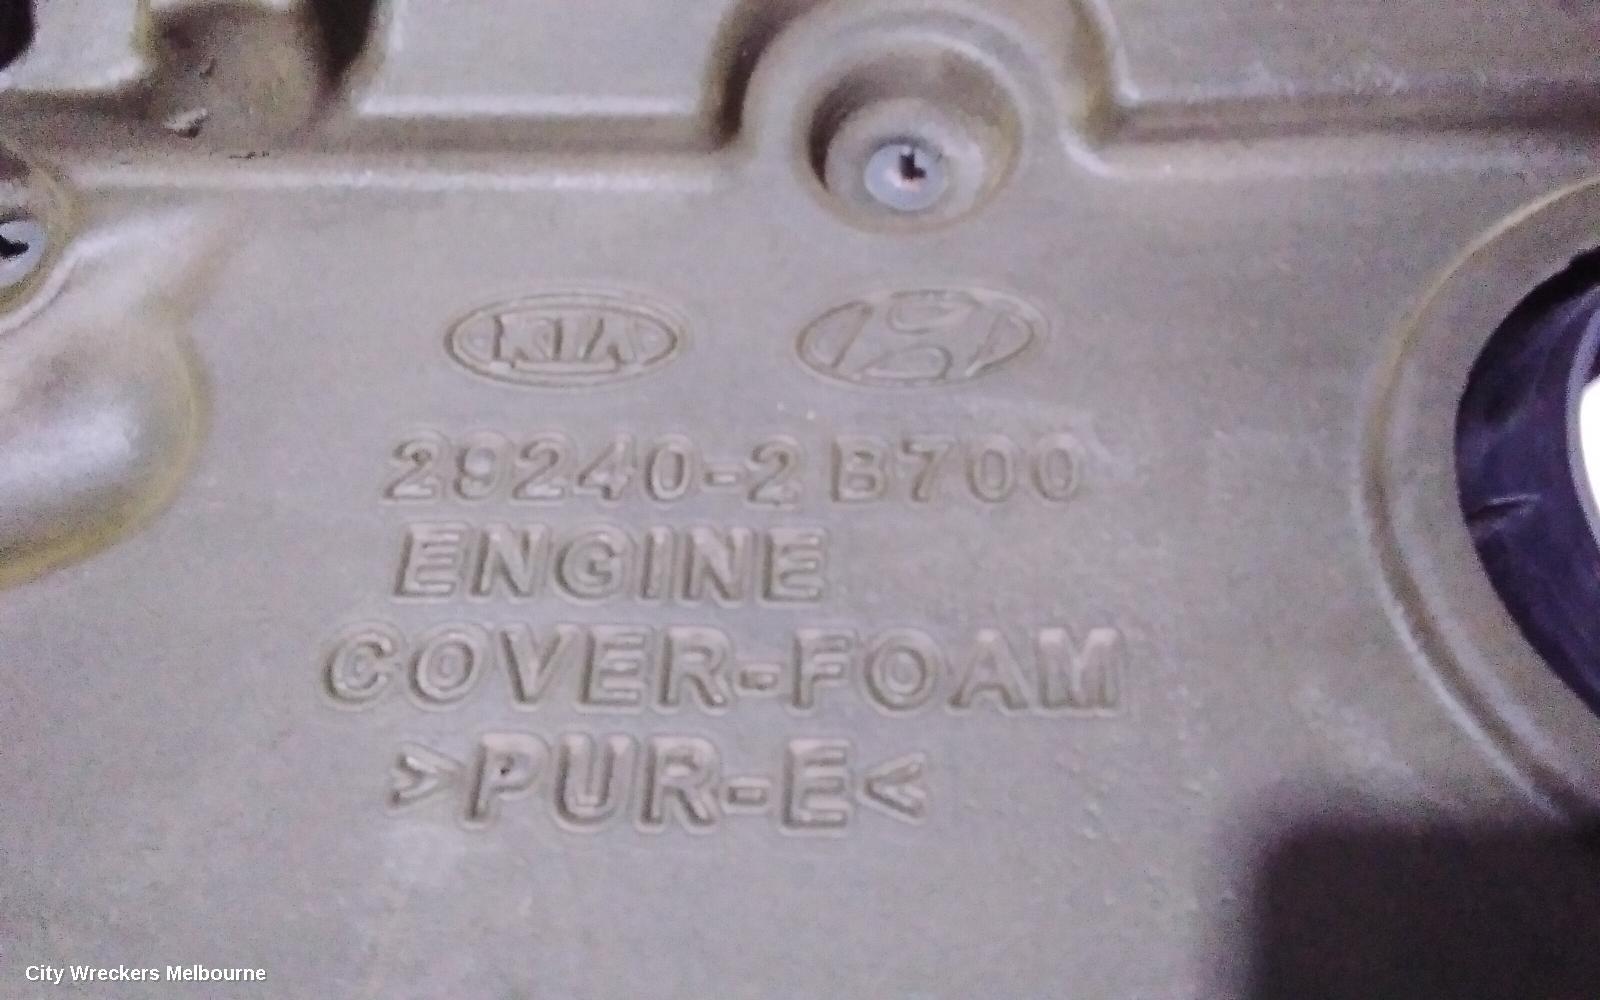 KIA
29240-2B700
ENGINE
COVER-FOAM
>PUR-E<
City Wreckers Melbourne